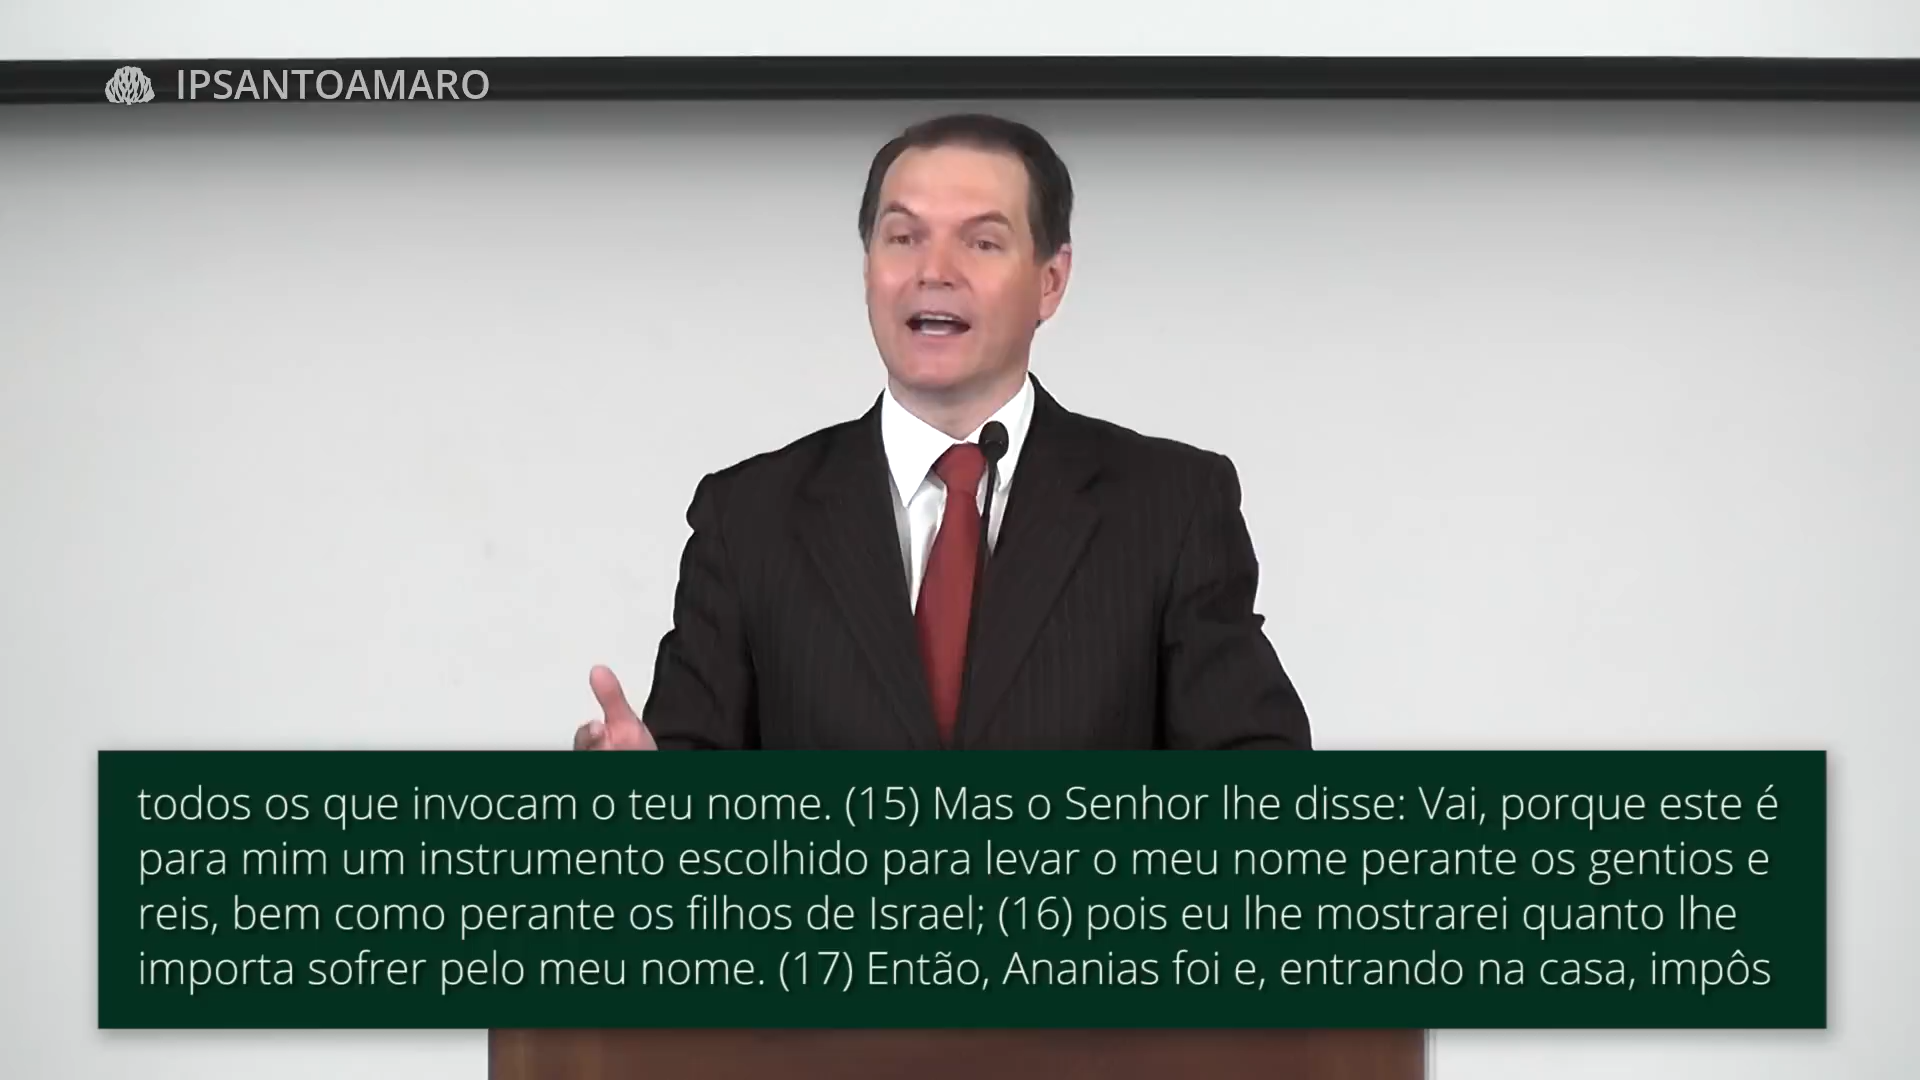 IPSANTOAMARO
todos os que invocam o teu nome. (15) Mas o Senhor lhe disse: Vai, porque este é
para mim um instrumento escolhido para levar o meu nome perante os gentios e
reis, bem como perante os filhos de Israel; (16) pois eu lhe mostrarei quanto lhe
importa sofrer pelo meu nome. (17) Então, Ananias foi e, entrando na casa, impôs